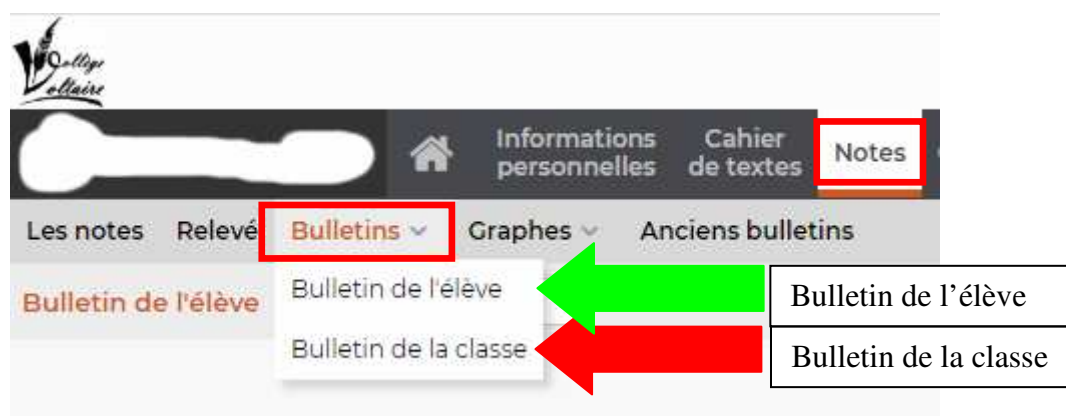 Collège
Voltaire
Informations
personnelles
Cahier
de textes
Notes
Les notes Relevé Bulletins Graphes Anciens bulletins
Bulletin de l'élève
Bulletin de l'élève
Bulletin de la classe
Bulletin de l’élève
Bulletin de la classe